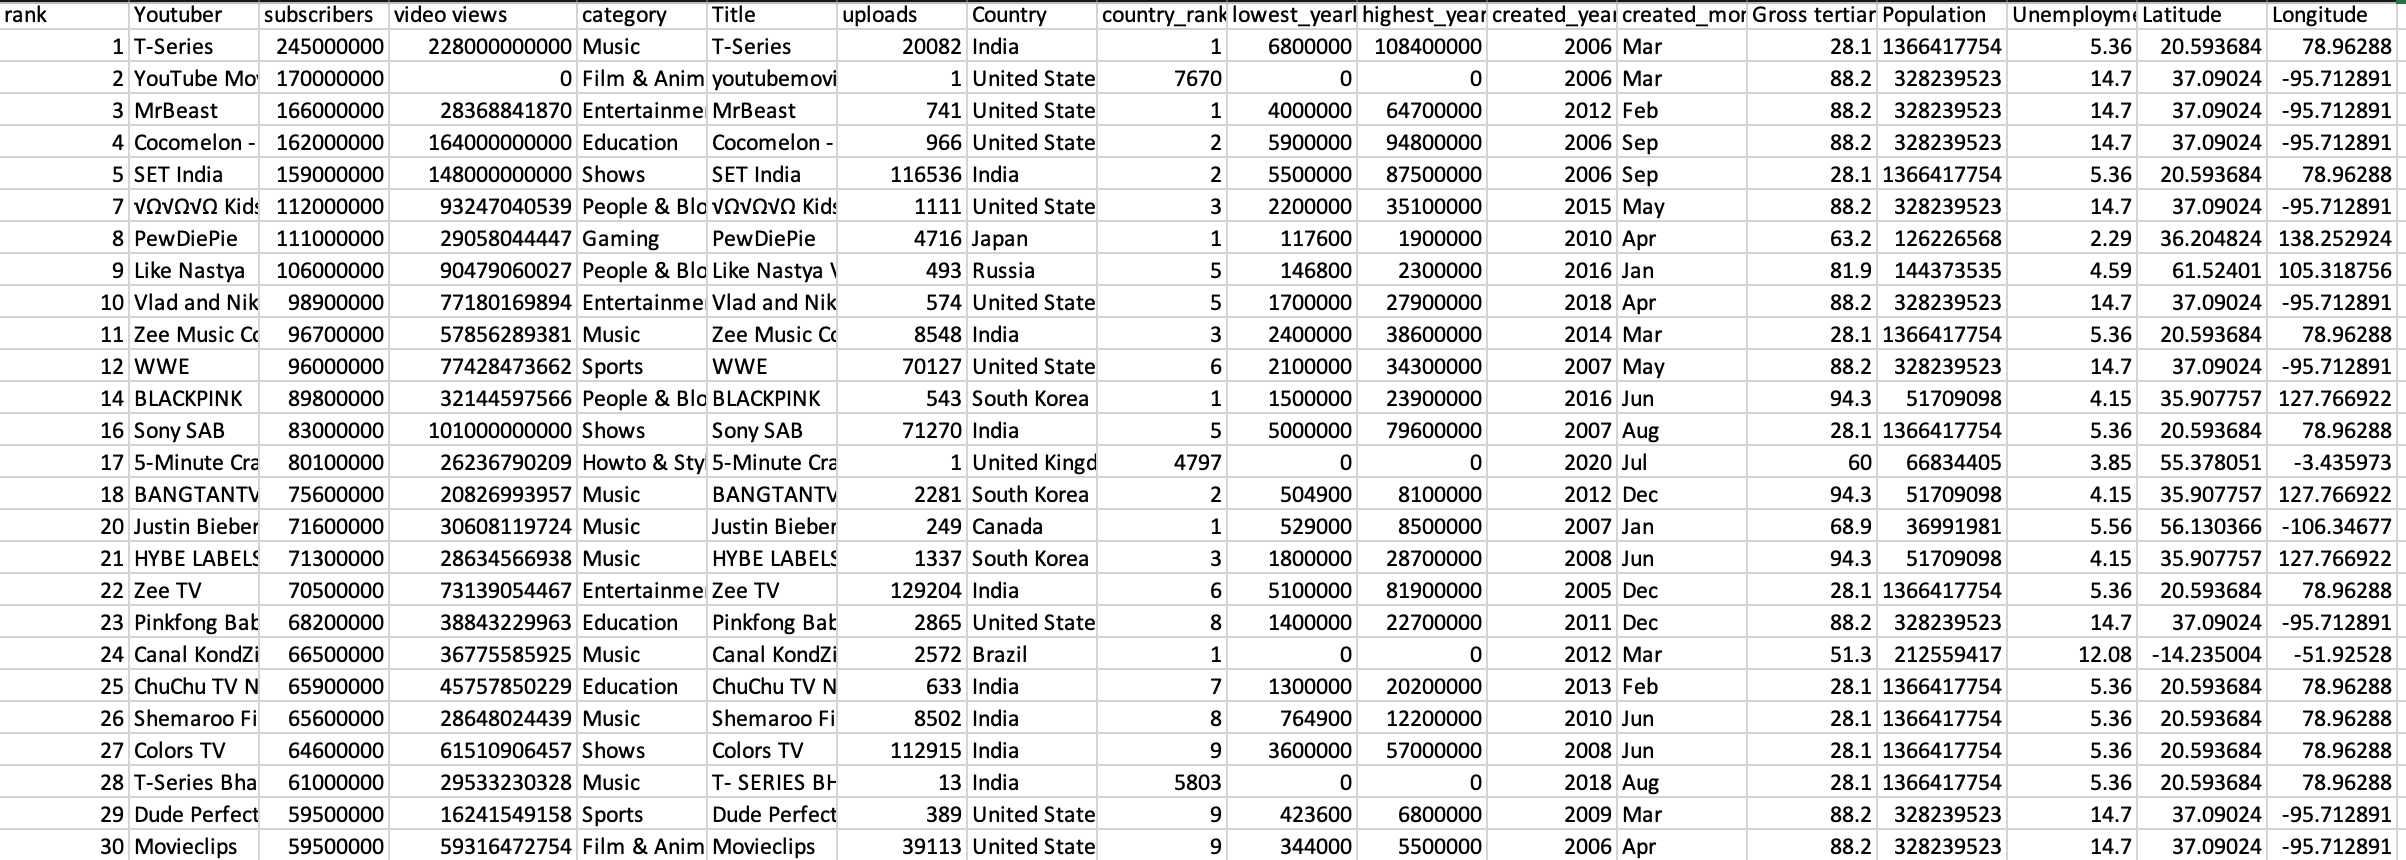 rank Youtuber subscribers video views category Title uploads Country country_rank lowest_yearl highest_year created_year created_mor Gross tertiar Population Unemployme Latitude Longitude
1 T-Series 245000000 228000000000 Music T-Series 20082 India 1 6800000 108400000 2006 Mar 28.1 1366417754 5.36 20.593684 78.96288
2 YouTube Mov 170000000 0 Film & Anim youtubemovi 1 United State 7670 0 0 2006 Mar 88.2 328239523 14.7 37.09024 -95.712891
3 MrBeast 166000000 28368841870 Entertainme MrBeast 741 United State 1 4000000 64700000 2012 Feb 88.2 328239523 14.7 37.09024 -95.712891
4 Cocomelon - 162000000 164000000000 Education Cocomelon - 966 United State 2 5900000 94800000 2006 Sep 88.2 328239523 14.7 37.09024 -95.712891
5 SET India 159000000 148000000000 Shows SET India 116536 India 2 5500000 87500000 2006 Sep 28.1 1366417754 5.36 20.593684 78.96288
7 √Ω√Ω√Ω Kids 112000000 93247040539 People & Blo √Ω√Ω√Ω Kids 1111 United State 3 2200000 35100000 2015 May 88.2 328239523 14.7 37.09024 -95.712891
8 PewDiePie 111000000 29058044447 Gaming PewDiePie 4716 Japan 1 117600 1900000 2010 Apr 63.2 126226568 2.29 36.204824 138.252924
9 Like Nastya 106000000 90479060027 People & Blo Like Nastya V 493 Russia 5 146800 2300000 2016 Jan 81.9 144373535 4.59 61.52401 105.318756
10 Vlad and Nik 98900000 77180169894 Entertainme Vlad and Nik 574 United State 5 1700000 27900000 2018 Apr 88.2 328239523 14.7 37.09024 -95.712891
11 Zee Music Co 96700000 57856289381 Music Zee Music Co 8548 India 3 2400000 38600000 2014 Mar 28.1 1366417754 5.36 20.593684 78.96288
12 WWE 96000000 77428473662 Sports WWE 70127 United State 6 2100000 34300000 2007 May 88.2 328239523 14.7 37.09024 -95.712891
14 BLACKPINK 89800000 32144597566 People & Blo BLACKPINK 543 South Korea 1 1500000 23900000 2016 Jun 94.3 51709098 4.15 35.907757 127.766922
16 Sony SAB 83000000 101000000000 Shows Sony SAB 71270 India 5 5000000 79600000 2007 Aug 28.1 1366417754 5.36 20.593684 78.96288
17 5-Minute Cra 80100000 26236790209 Howto & Sty 5-Minute Cra 1 United Kingd 4797 0 0 2020 Jul 60 66834405 3.85 55.378051 -3.435973
18 BANGTANTV 75600000 20826993957 Music BANGTANTV 2281 South Korea 2 504900 8100000 2012 Dec 94.3 51709098 4.15 35.907757 127.766922
20 Justin Bieber 71600000 30608119724 Music Justin Bieber 249 Canada 1 529000 8500000 2007 Jan 68.9 36991981 5.56 56.130366 -106.34677
21 HYBE LABELS 71300000 28634566938 Music HYBE LABELS 1337 South Korea 3 1800000 28700000 2008 Jun 94.3 51709098 4.15 35.907757 127.766922
22 Zee TV 70500000 73139054467 Entertainme Zee TV 129204 India 6 5100000 81900000 2005 Dec 28.1 1366417754 5.36 20.593684 78.96288
23 Pinkfong Bab 68200000 38843229963 Education Pinkfong Bab 2865 United State 8 1400000 22700000 2011 Dec 88.2 328239523 14.7 37.09024 -95.712891
24 Canal KondZi 66500000 36775585925 Music Canal KondZi 2572 Brazil 1 0 0 2012 Mar 51.3 212559417 12.08 -14.235004 -51.92528
25 ChuChu TV N 65900000 45757850229 Education ChuChu TV N 633 India 7 1300000 20200000 2013 Feb 28.1 1366417754 5.36 20.593684 78.96288
26 Shemaroo Fi 65600000 28648024439 Music Shemaroo Fi 8502 India 8 764900 12200000 2010 Jun 28.1 1366417754 5.36 20.593684 78.96288
27 Colors TV 64600000 61510906457 Shows Colors TV 112915 India 9 3600000 57000000 2008 Jun 28.1 1366417754 5.36 20.593684 78.96288
28 T-Series Bha 61000000 29533230328 Music T- SERIES BH 13 India 5803 0 0 2018 Aug 28.1 1366417754 5.36 20.593684 78.96288
29 Dude Perfect 59500000 16241549158 Sports Dude Perfect 389 United State 9 423600 6800000 2009 Mar 88.2 328239523 14.7 37.09024 -95.712891
30 Movieclips 59500000 59316472754 Film & Anim Movieclips 39113 United State 9 344000 5500000 2006 Apr 88.2 328239523 14.7 37.09024 -95.712891